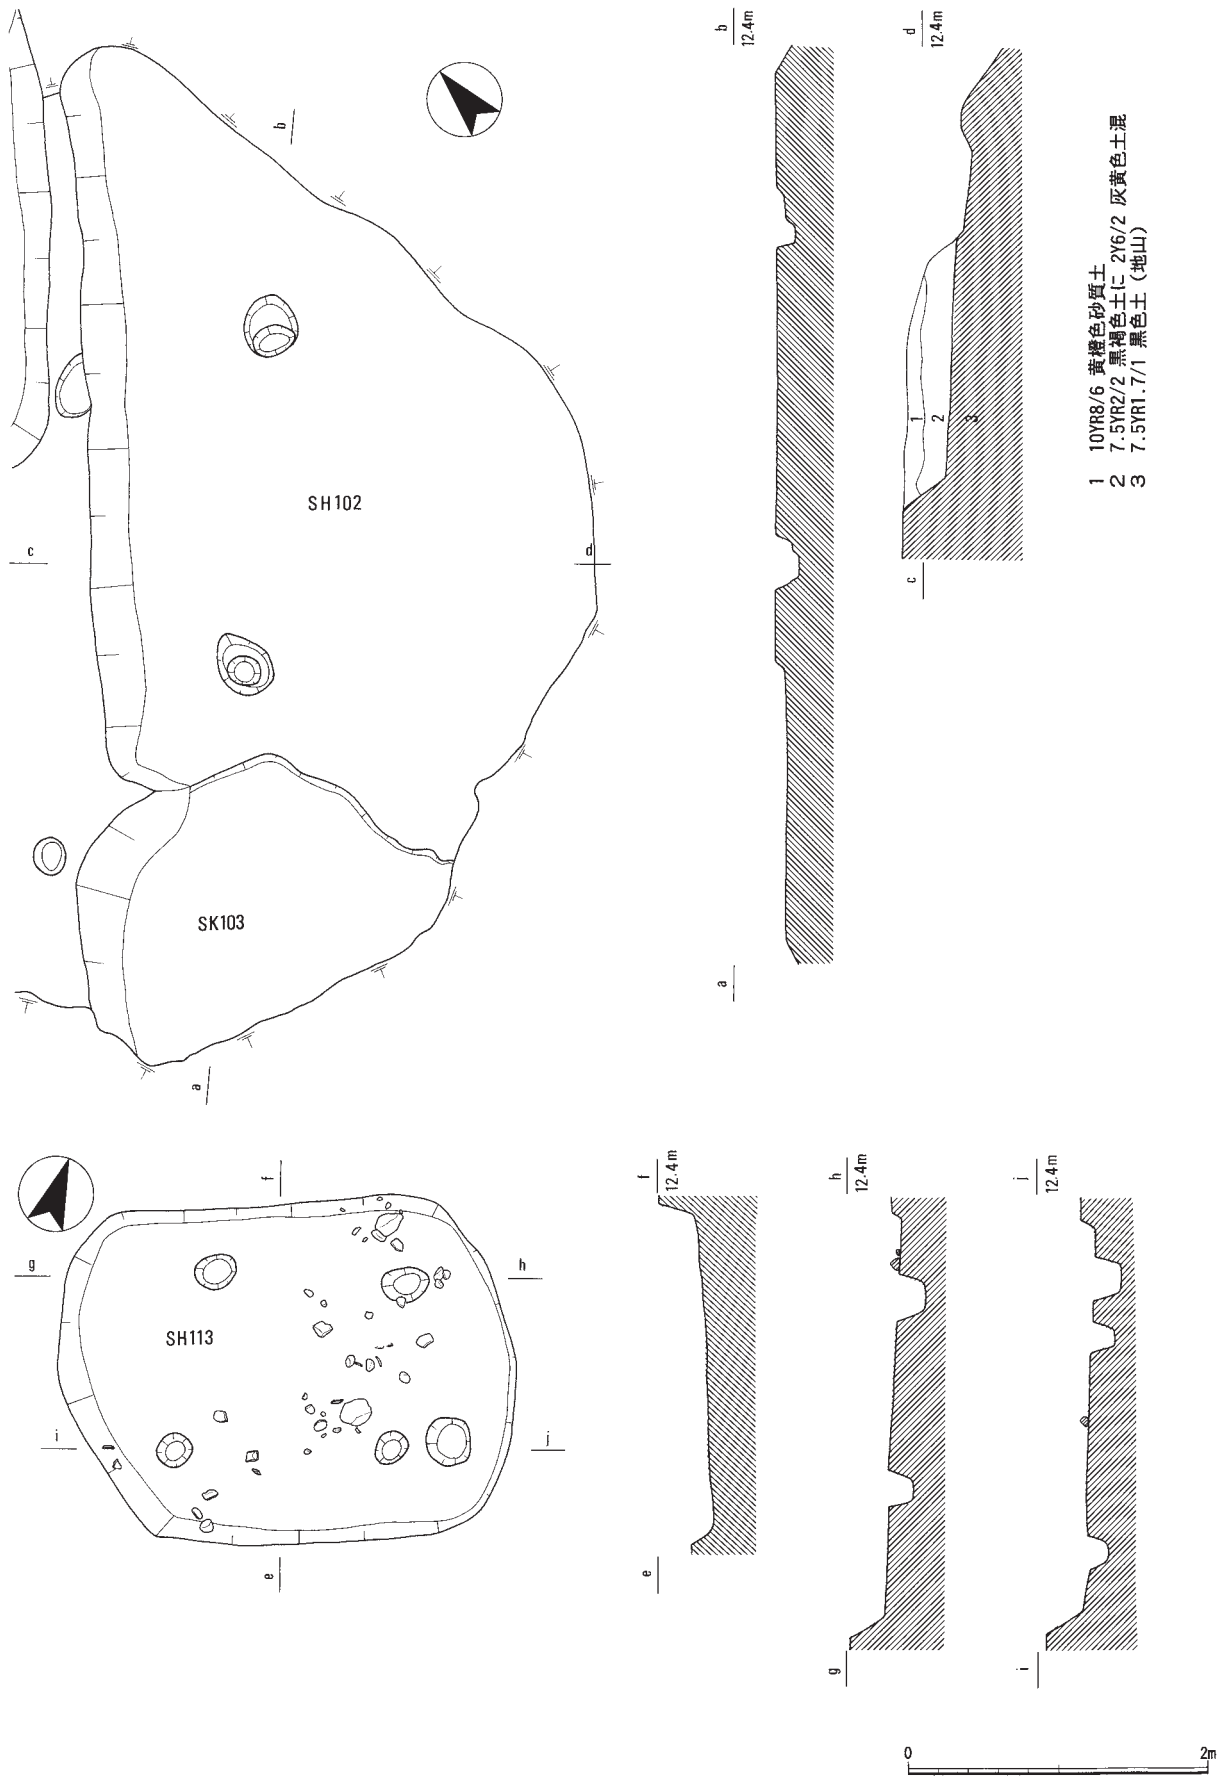 b
d
12.4m
12.4m
b
SH102
c
d
c
SK103
a
a
1 10YR8/6 黄橙色砂質土
2 7.5YR2/2 黒褐色土に 2Y6/2 灰黄色土混
3 7.5YR1.7/1 黒色土 (地山)
1
2
3
f
f
12.4m
h
12.4m
j
12.4m
g
h
SH113
i
j
e
e
g
i
0
2m